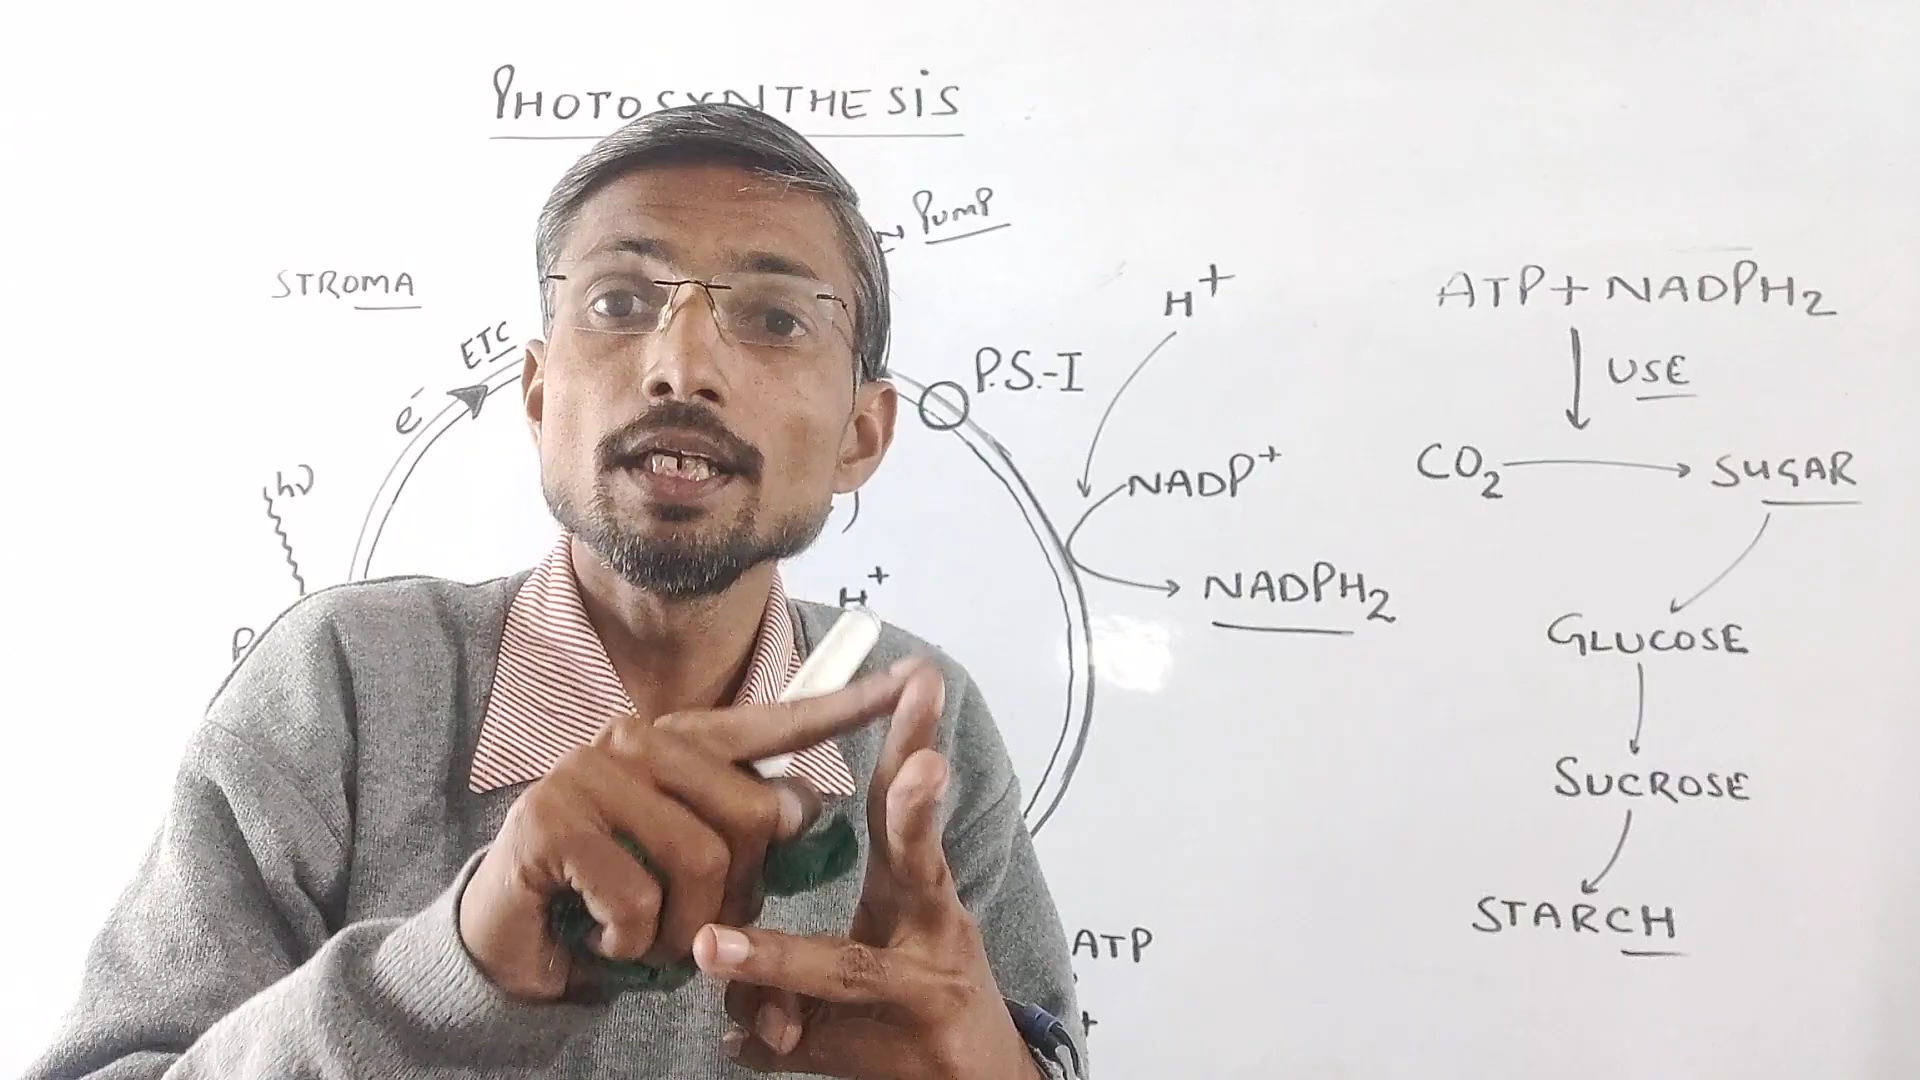 PHOTOSYNTHESIS
PUMP
STROMA
ETC
e-
hν
P.S.-I
H+
NADP+
NADPH2
H+
ATP
+
ATP + NADPH2
USE
CO2
SUGAR
GLUCOSE
SUCROSE
STARCH